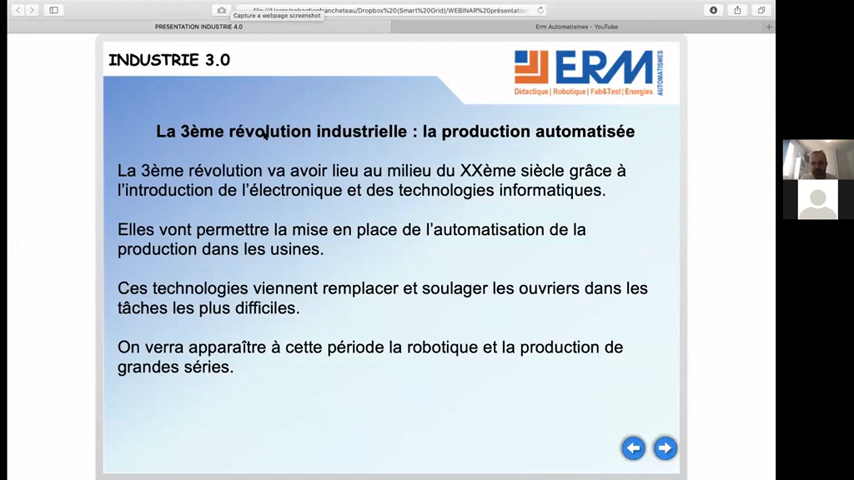 Capture a webpage screenshot
PRESENTATION INDUSTRIE 4.0
Erm Automatismes - YouTube
INDUSTRIE 3.0
ERM
AUTOMATISMES
Didactique | Robotique | Fab&Test | Energies
La 3ème révolution industrielle : la production automatisée
La 3ème révolution va avoir lieu au milieu du XXème siècle grâce à
l'introduction de l'électronique et des technologies informatiques.
Elles vont permettre la mise en place de l'automatisation de la
production dans les usines.
Ces technologies viennent remplacer et soulager les ouvriers dans les
tâches les plus difficiles.
On verra apparaître à cette période la robotique et la production de
grandes séries.